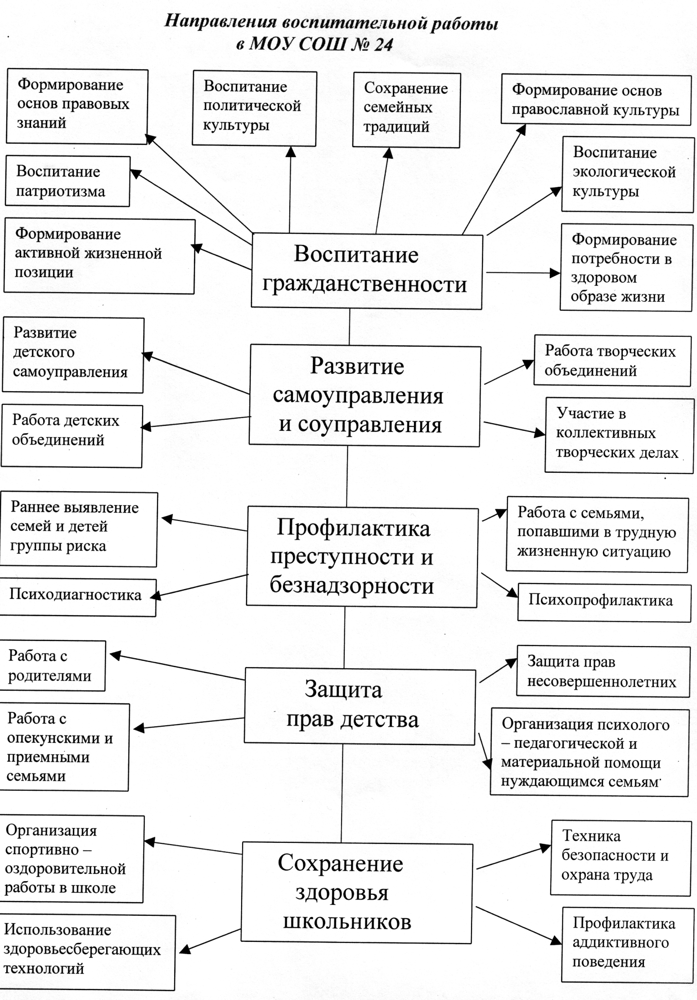 Направления воспитательной работы
в МОУ СОШ № 24
Формирование
основ правовых
знаний
Воспитание
политической
культуры
Сохранение
семейных
традиций
Формирование основ
православной культуры
Воспитание
патриотизма
Воспитание
экологической
культуры
Формирование
активной жизненной
позиции
Воспитание
гражданственности
Формирование
потребности в
здоровом
образе жизни
Развитие
детского
самоуправления
Развитие
самоуправления
и соуправления
Работа творческих
объединений
Работа детских
объединений
Участие в
коллективных
творческих делах
Раннее выявление
семей и детей
группы риска
Профилактика
преступности и
безнадзорности
Работа с семьями,
попавшими в трудную
жизненную ситуацию
Психодиагностика
Психопрофилактика
Работа с
родителями
Защита
прав детства
Защита прав
несовершеннолетних
Работа с
опекунскими и
приемными
семьями
Организация психолого
– педагогической и
материальной помощи
нуждающимся семьям
Организация
спортивно –
оздоровительной
работы в школе
Сохранение
здоровья
школьников
Техника
безопасности и
охрана труда
Использование
здоровьесберегающих
технологий
Профилактика
аддиктивного
поведения